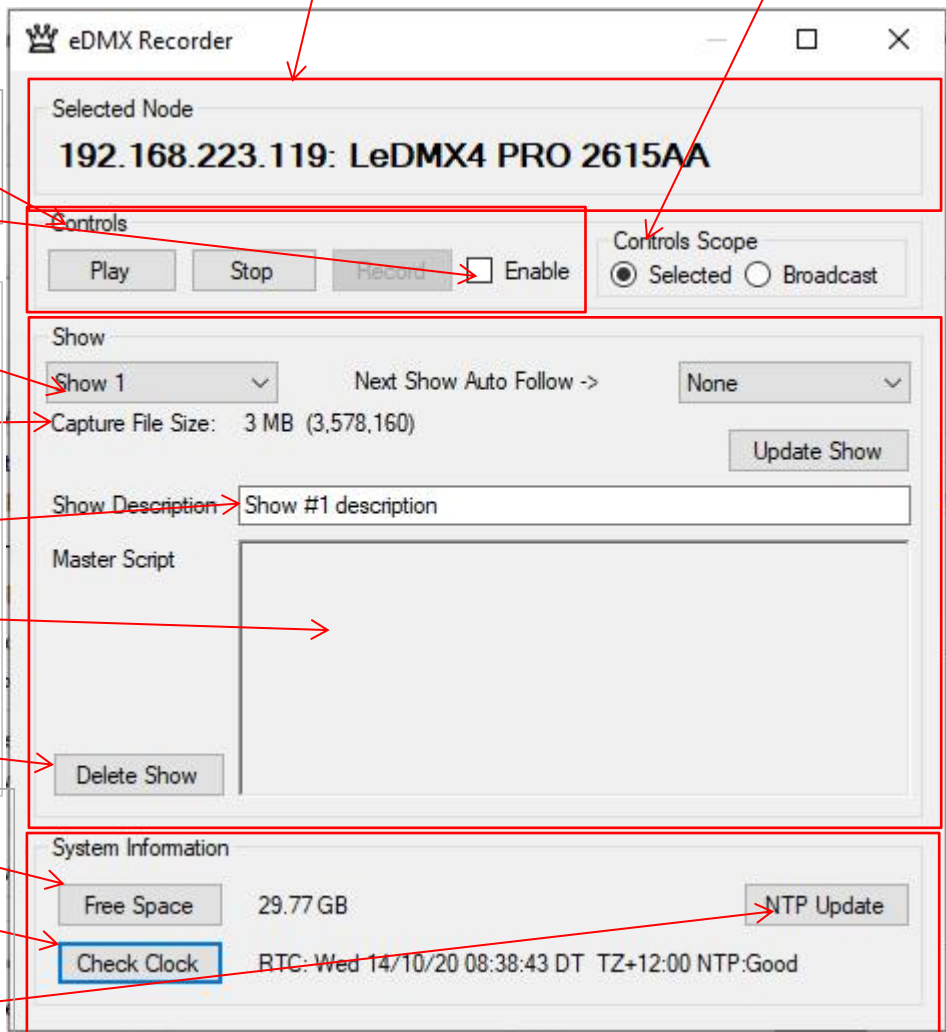 eDMX Recorder
Selected Node
192.168.223.119: LeDMX4 PRO 2615AA
Controls
Play Stop Record Enable
Controls Scope
Selected Broadcast
Show
Show 1 Next Show Auto Follow -> None
Capture File Size: 3 MB (3,578,160)
Update Show
Show Description Show #1 description
Master Script
Delete Show
System Information
Free Space 29.77 GB NTP Update
Check Clock RTC: Wed 14/10/20 08:38:43 DT TZ+12:00 NTP:Good